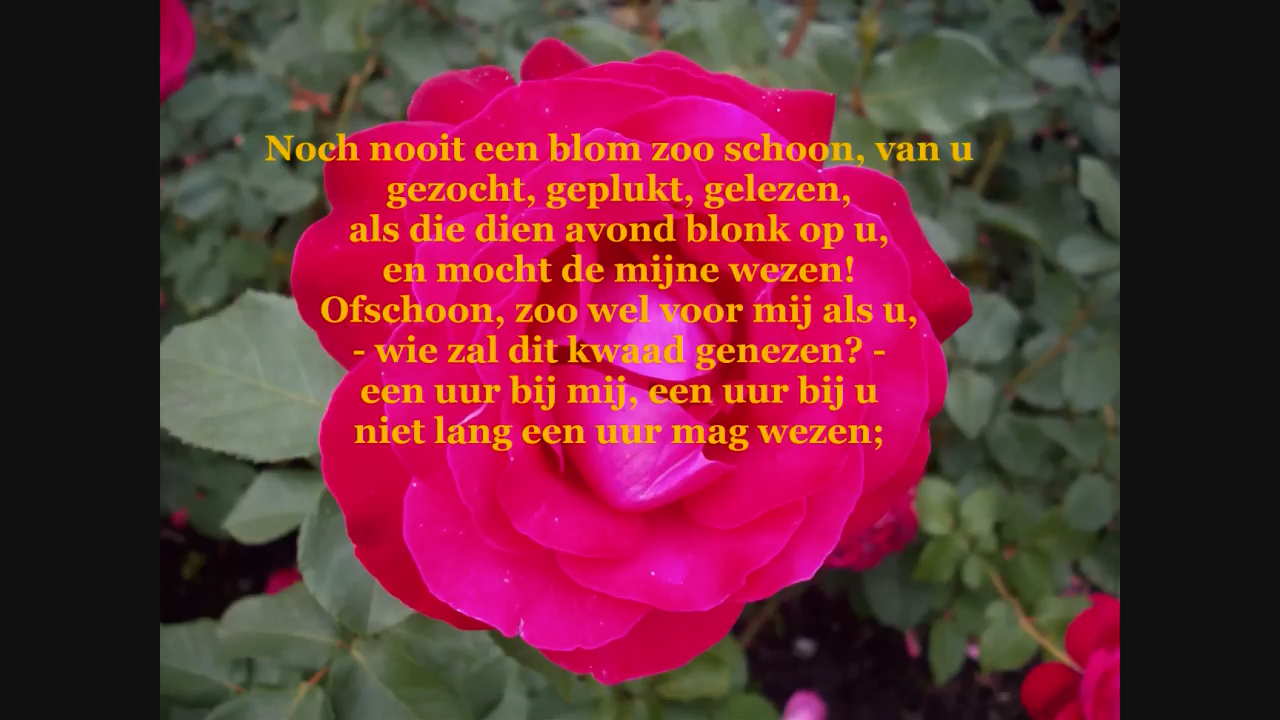 Noch nooit een blom zoo schoon, van u
gezocht, geplukt, gelezen,
als die dien avond blonk op u,
en mocht de mijne wezen!
Ofschoon, zoo wel voor mij als u,
- wie zal dit kwaad genezen? -
een uur bij mij, een uur bij u
niet lang een uur mag wezen;